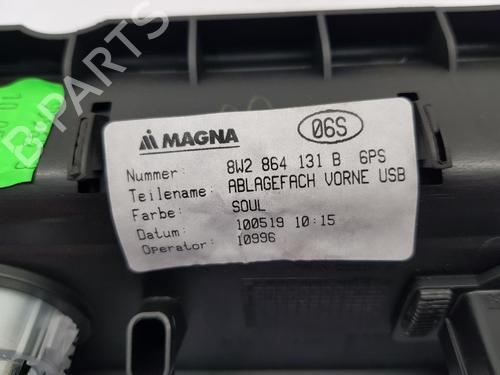 MAGNA
06S
Nummer: 8W2 864 131 B 6PS
Teilename: ABLAGEFACH VORNE USB
Farbe: SOUL
Datum: 100519 10:15
Operator: 10996